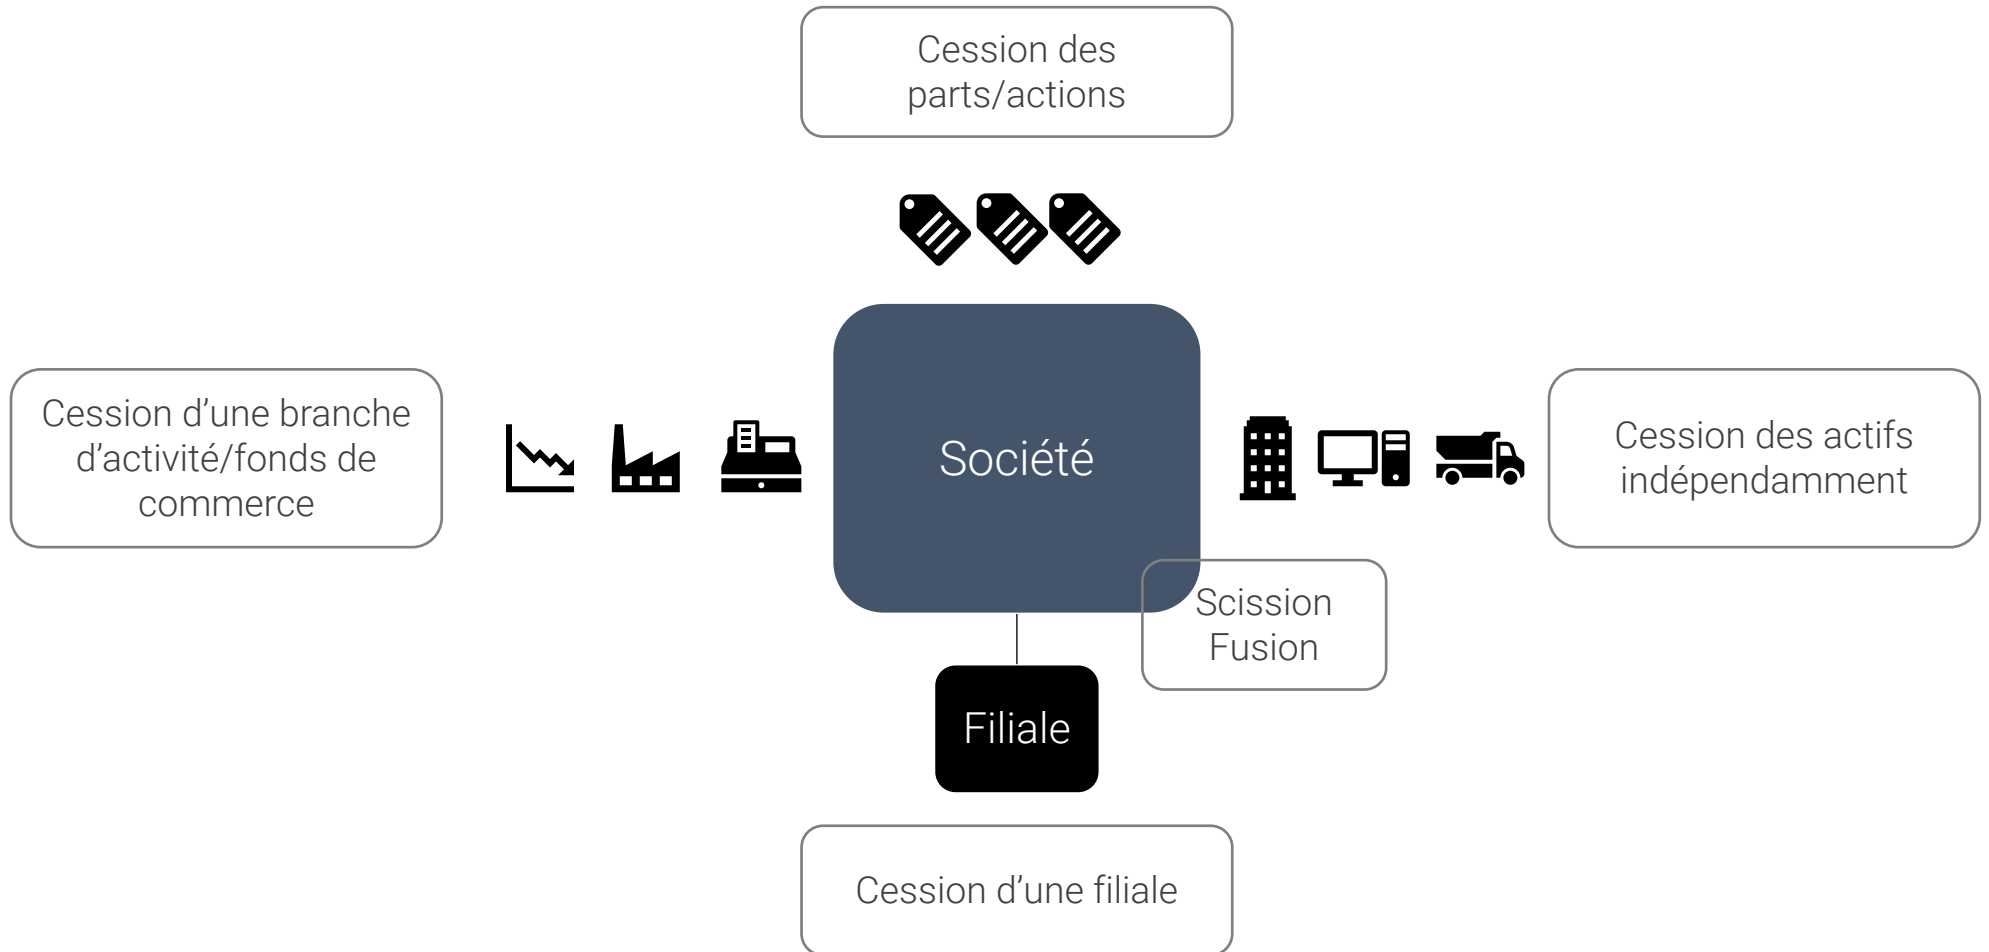 Cession des
parts/actions
Cession d’une branche
d’activité/fonds de
commerce
Société
Cession des actifs
indépendamment
Scission
Fusion
Filiale
Cession d’une filiale